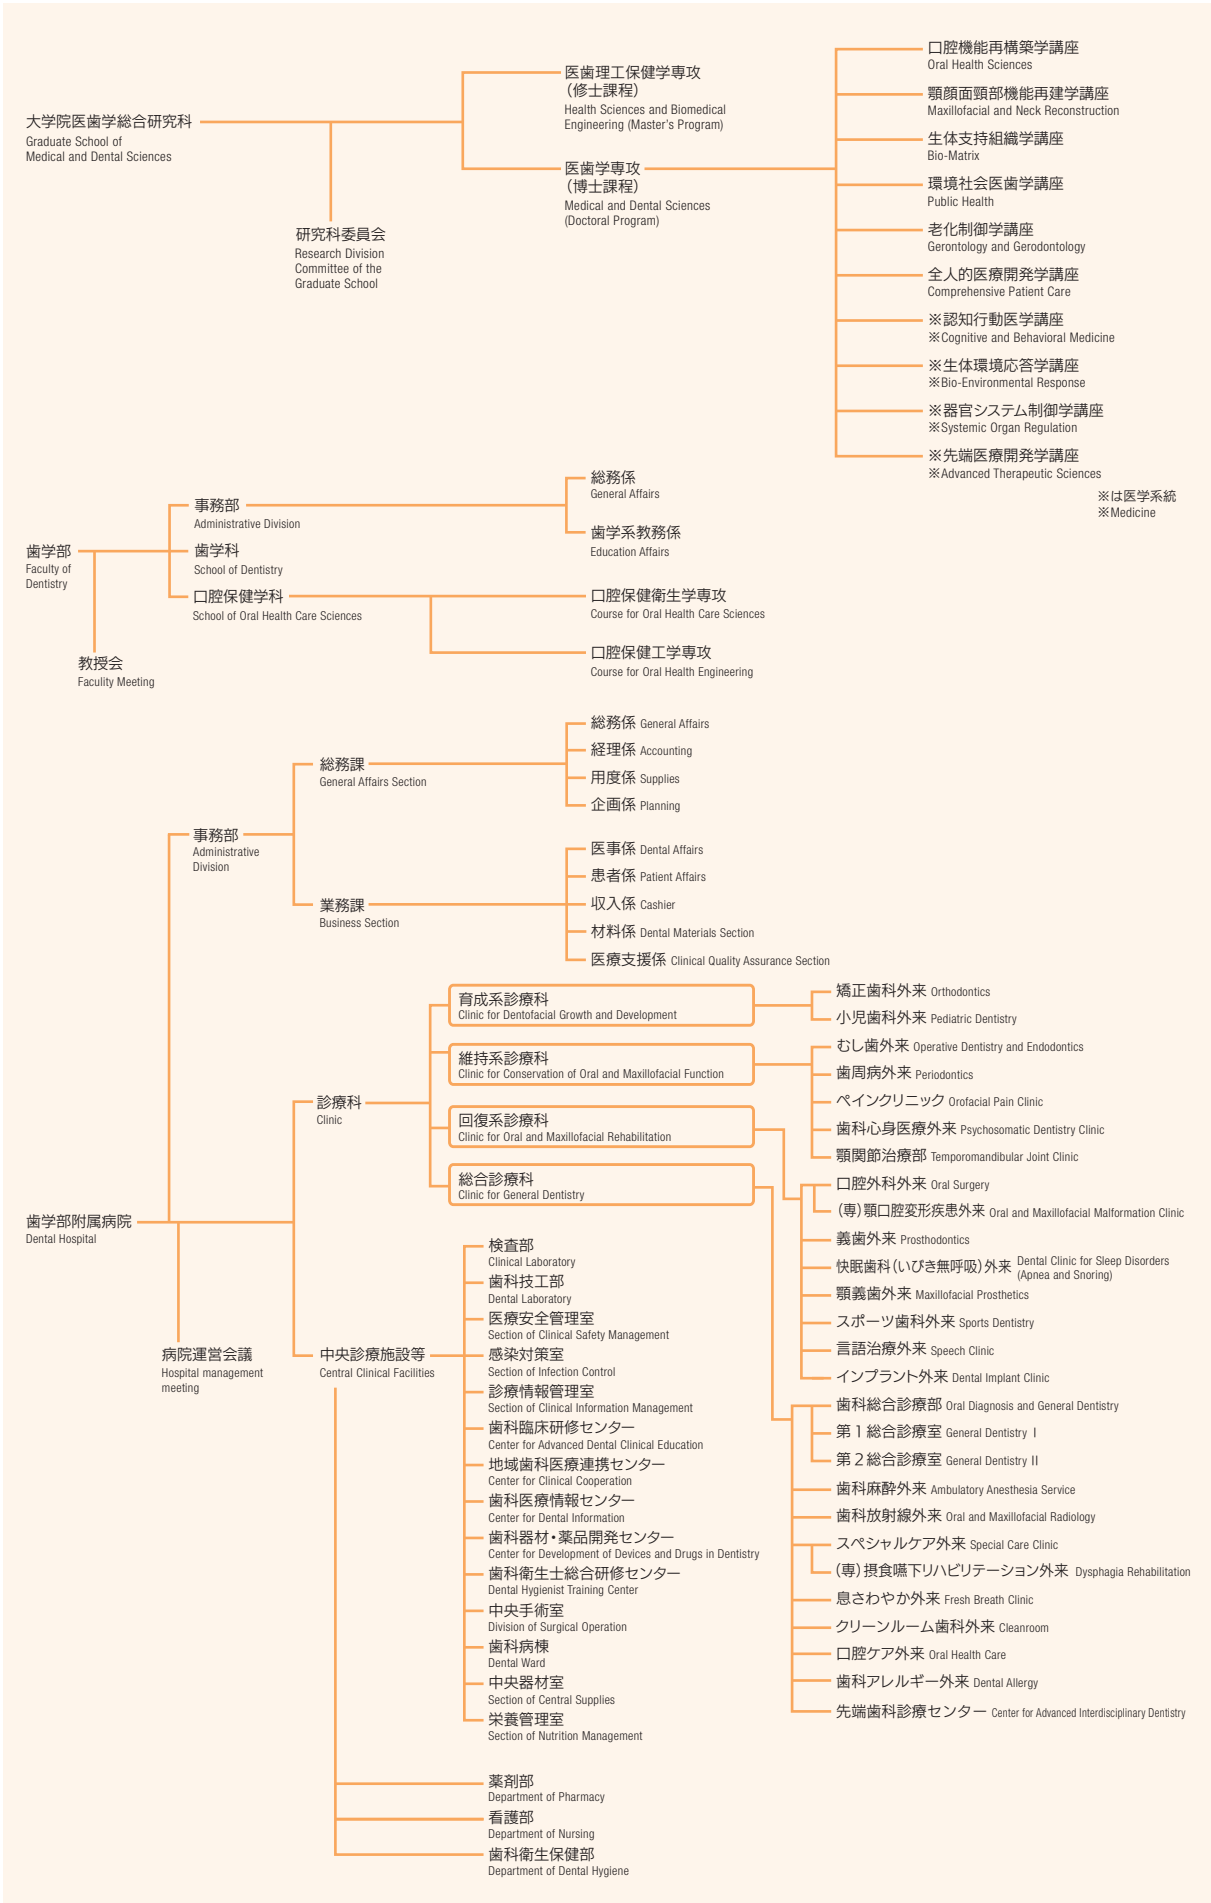 大学院医歯学総合研究科
Graduate School of
Medical and Dental Sciences
研究科委員会
Research Division
Committee of the
Graduate School
医歯理工保健学専攻
（修士課程）
Health Sciences and Biomedical
Engineering (Master's Program)
医歯学専攻
（博士課程）
Medical and Dental Sciences
(Doctoral Program)
口腔機能再構築学講座
Oral Health Sciences
顎顔面頸部機能再建学講座
Maxillofacial and Neck Reconstruction
生体支持組織学講座
Bio-Matrix
環境社会医歯学講座
Public Health
老化制御学講座
Gerontology and Gerodontology
全人的医療開発学講座
Comprehensive Patient Care
※認知行動医学講座
※Cognitive and Behavioral Medicine
※生体環境応答学講座
※Bio-Environmental Response
※器官システム制御学講座
※Systemic Organ Regulation
※先端医療開発学講座
※Advanced Therapeutic Sciences
※は医学系統
※Medicine
歯学部
Faculty of
Dentistry
教授会
Faculity Meeting
事務部
Administrative Division
歯学科
School of Dentistry
口腔保健学科
School of Oral Health Care Sciences
総務係
General Affairs
歯学系教務係
Education Affairs
口腔保健衛生学専攻
Course for Oral Health Care Sciences
口腔保健工学専攻
Course for Oral Health Engineering
歯学部附属病院
Dental Hospital
病院運営会議
Hospital management
meeting
事務部
Administrative
Division
総務課
General Affairs Section
総務係 General Affairs
経理係 Accounting
用度係 Supplies
企画係 Planning
業務課
Business Section
医事係 Dental Affairs
患者係 Patient Affairs
収入係 Cashier
材料係 Dental Materials Section
医療支援係 Clinical Quality Assurance Section
診療科
Clinic
育成系診療科
Clinic for Dentofacial Growth and Development
維持系診療科
Clinic for Conservation of Oral and Maxillofacial Function
回復系診療科
Clinic for Oral and Maxillofacial Rehabilitation
総合診療科
Clinic for General Dentistry
矯正歯科外来 Orthodontics
小児歯科外来 Pediatric Dentistry
むし歯外来 Operative Dentistry and Endodontics
歯周病外来 Periodontics
ペインクリニック Orofacial Pain Clinic
歯科心身医療外来 Psychosomatic Dentistry Clinic
顎関節治療部 Temporomandibular Joint Clinic
口腔外科外来 Oral Surgery
（専）顎口腔変形疾患外来 Oral and Maxillofacial Malformation Clinic
義歯外来 Prosthodontics
快眠歯科（いびき無呼吸）外来 Dental Clinic for Sleep Disorders
(Apnea and Snoring)
顎義歯外来 Maxillofacial Prosthetics
スポーツ歯科外来 Sports Dentistry
言語治療外来 Speech Clinic
インプラント外来 Dental Implant Clinic
歯科総合診療部 Oral Diagnosis and General Dentistry
第１総合診療室 General Dentistry Ⅰ
第２総合診療室 General Dentistry Ⅱ
歯科麻酔外来 Ambulatory Anesthesia Service
歯科放射線外来 Oral and Maxillofacial Radiology
スペシャルケア外来 Special Care Clinic
（専）摂食嚥下リハビリテーション外来 Dysphagia Rehabilitation
息さわやか外来 Fresh Breath Clinic
クリーンルーム歯科外来 Cleanroom
口腔ケア外来 Oral Health Care
歯科アレルギー外来 Dental Allergy
先端歯科診療センター Center for Advanced Interdisciplinary Dentistry
中央診療施設等
Central Clinical Facilities
検査部
Clinical Laboratory
歯科技工部
Dental Laboratory
医療安全管理室
Section of Clinical Safety Management
感染対策室
Section of Infection Control
診療情報管理室
Section of Clinical Information Management
歯科臨床研修センター
Center for Advanced Dental Clinical Education
地域歯科医療連携センター
Center for Clinical Cooperation
歯科医療情報センター
Center for Dental Information
歯科器材・薬品開発センター
Center for Development of Devices and Drugs in Dentistry
歯科衛生士総合研修センター
Dental Hygienist Training Center
中央手術室
Division of Surgical Operation
歯科病棟
Dental Ward
中央器材室
Section of Central Supplies
栄養管理室
Section of Nutrition Management
薬剤部
Department of Pharmacy
看護部
Department of Nursing
歯科衛生保健部
Department of Dental Hygiene